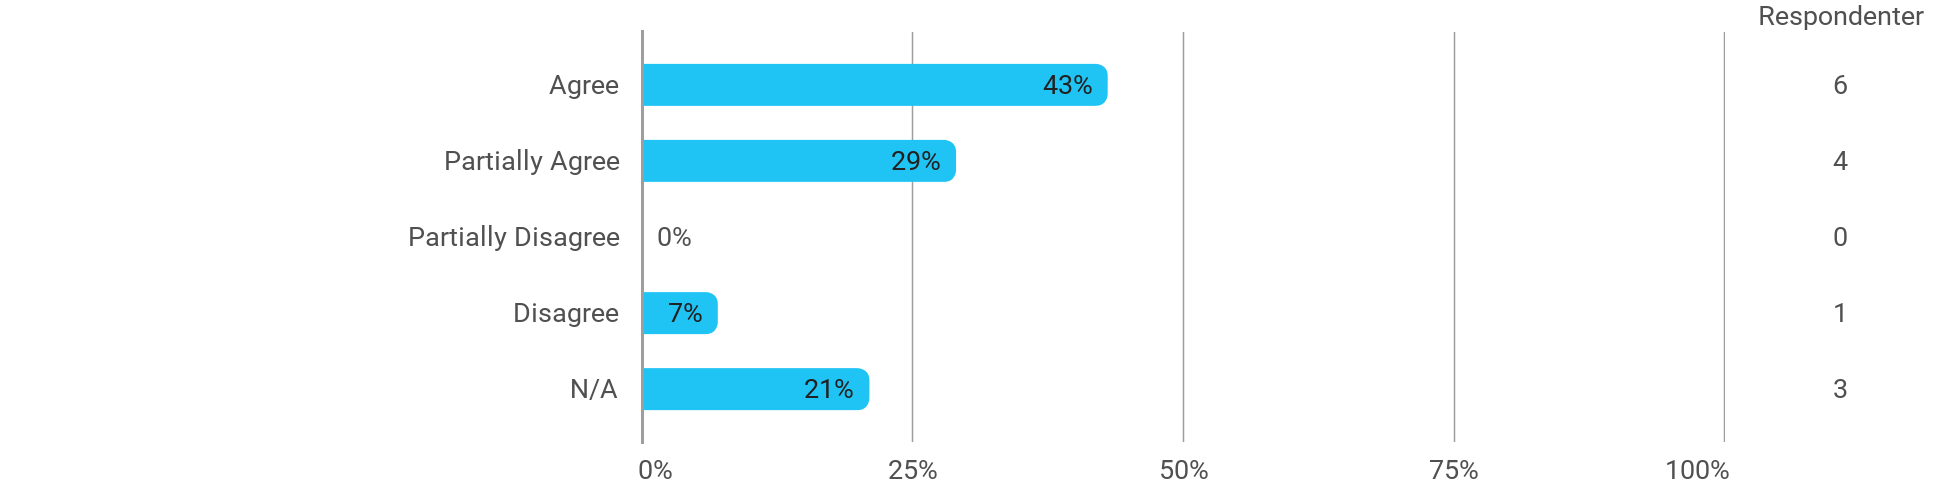 Respondenter
Agree 43% 6
Partially Agree 29% 4
Partially Disagree 0% 0
Disagree 7% 1
N/A 21% 3
0% 25% 50% 75% 100%